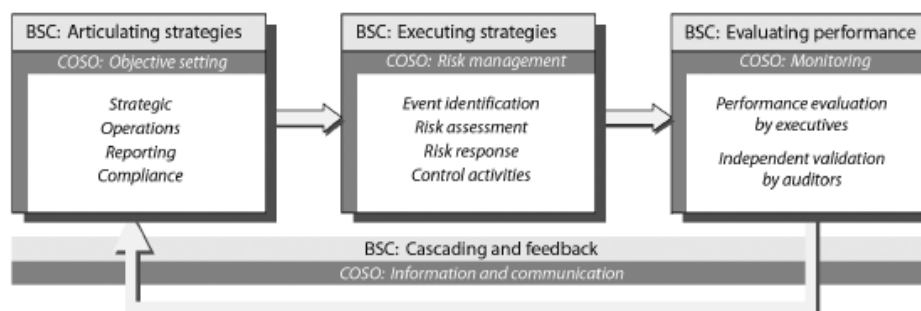 BSC: Articulating strategies
COSO: Objective setting
Strategic
Operations
Reporting
Compliance
BSC: Executing strategies
COSO: Risk management
Event identification
Risk assessment
Risk response
Control activities
BSC: Evaluating performance
COSO: Monitoring
Performance evaluation
by executives
Independent validation
by auditors
BSC: Cascading and feedback
COSO: Information and communication